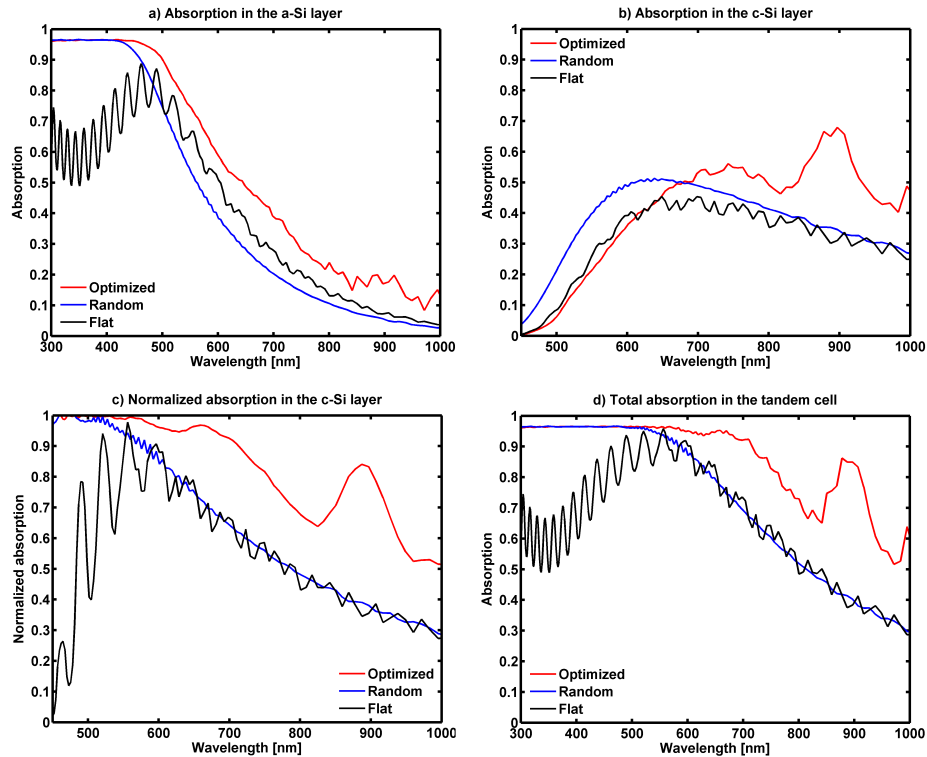 a) Absorption in the a-Si layer
1
0.9
0.8
0.7
0.6
0.5
0.4
0.3
0.2
0.1
0
Absorption
Optimized
Random
Flat
300 400 500 600 700 800 900 1000
Wavelength [nm]
b) Absorption in the c-Si layer
1
0.9
0.8
0.7
0.6
0.5
0.4
0.3
0.2
0.1
0
Absorption
Optimized
Random
Flat
500 600 700 800 900 1000
Wavelength [nm]
c) Normalized absorption in the c-Si layer
1
0.9
0.8
0.7
0.6
0.5
0.4
0.3
0.2
0.1
0
Normalized absorption
Optimized
Random
Flat
500 600 700 800 900 1000
Wavelength [nm]
d) Total absorption in the tandem cell
1
0.9
0.8
0.7
0.6
0.5
0.4
0.3
0.2
0.1
0
Absorption
Optimized
Random
Flat
300 400 500 600 700 800 900 1000
Wavelength [nm]